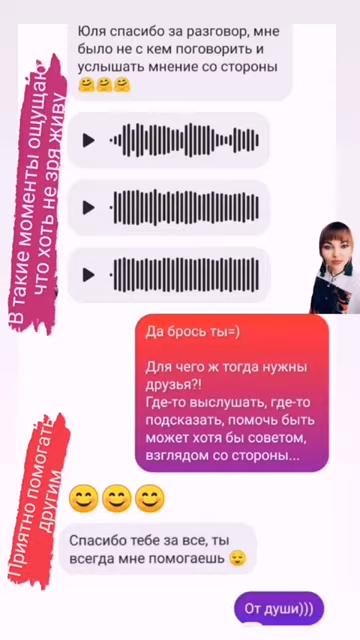 Юля спасибо за разговор, мне
было не с кем поговорить и
услышать мнение со стороны
🤗🤗🤗
В такие моменты ощущаю
что хоть не зря живу
Да брось ты=)
Для чего ж тогда нужны
друзья?!
Где-то выслушать, где-то
подсказать, помочь быть
может хотя бы советом,
взглядом со стороны...
Приятно помогать
другим
😊😊😊
Спасибо тебе за все, ты
всегда мне помогаешь 😌
От души)))